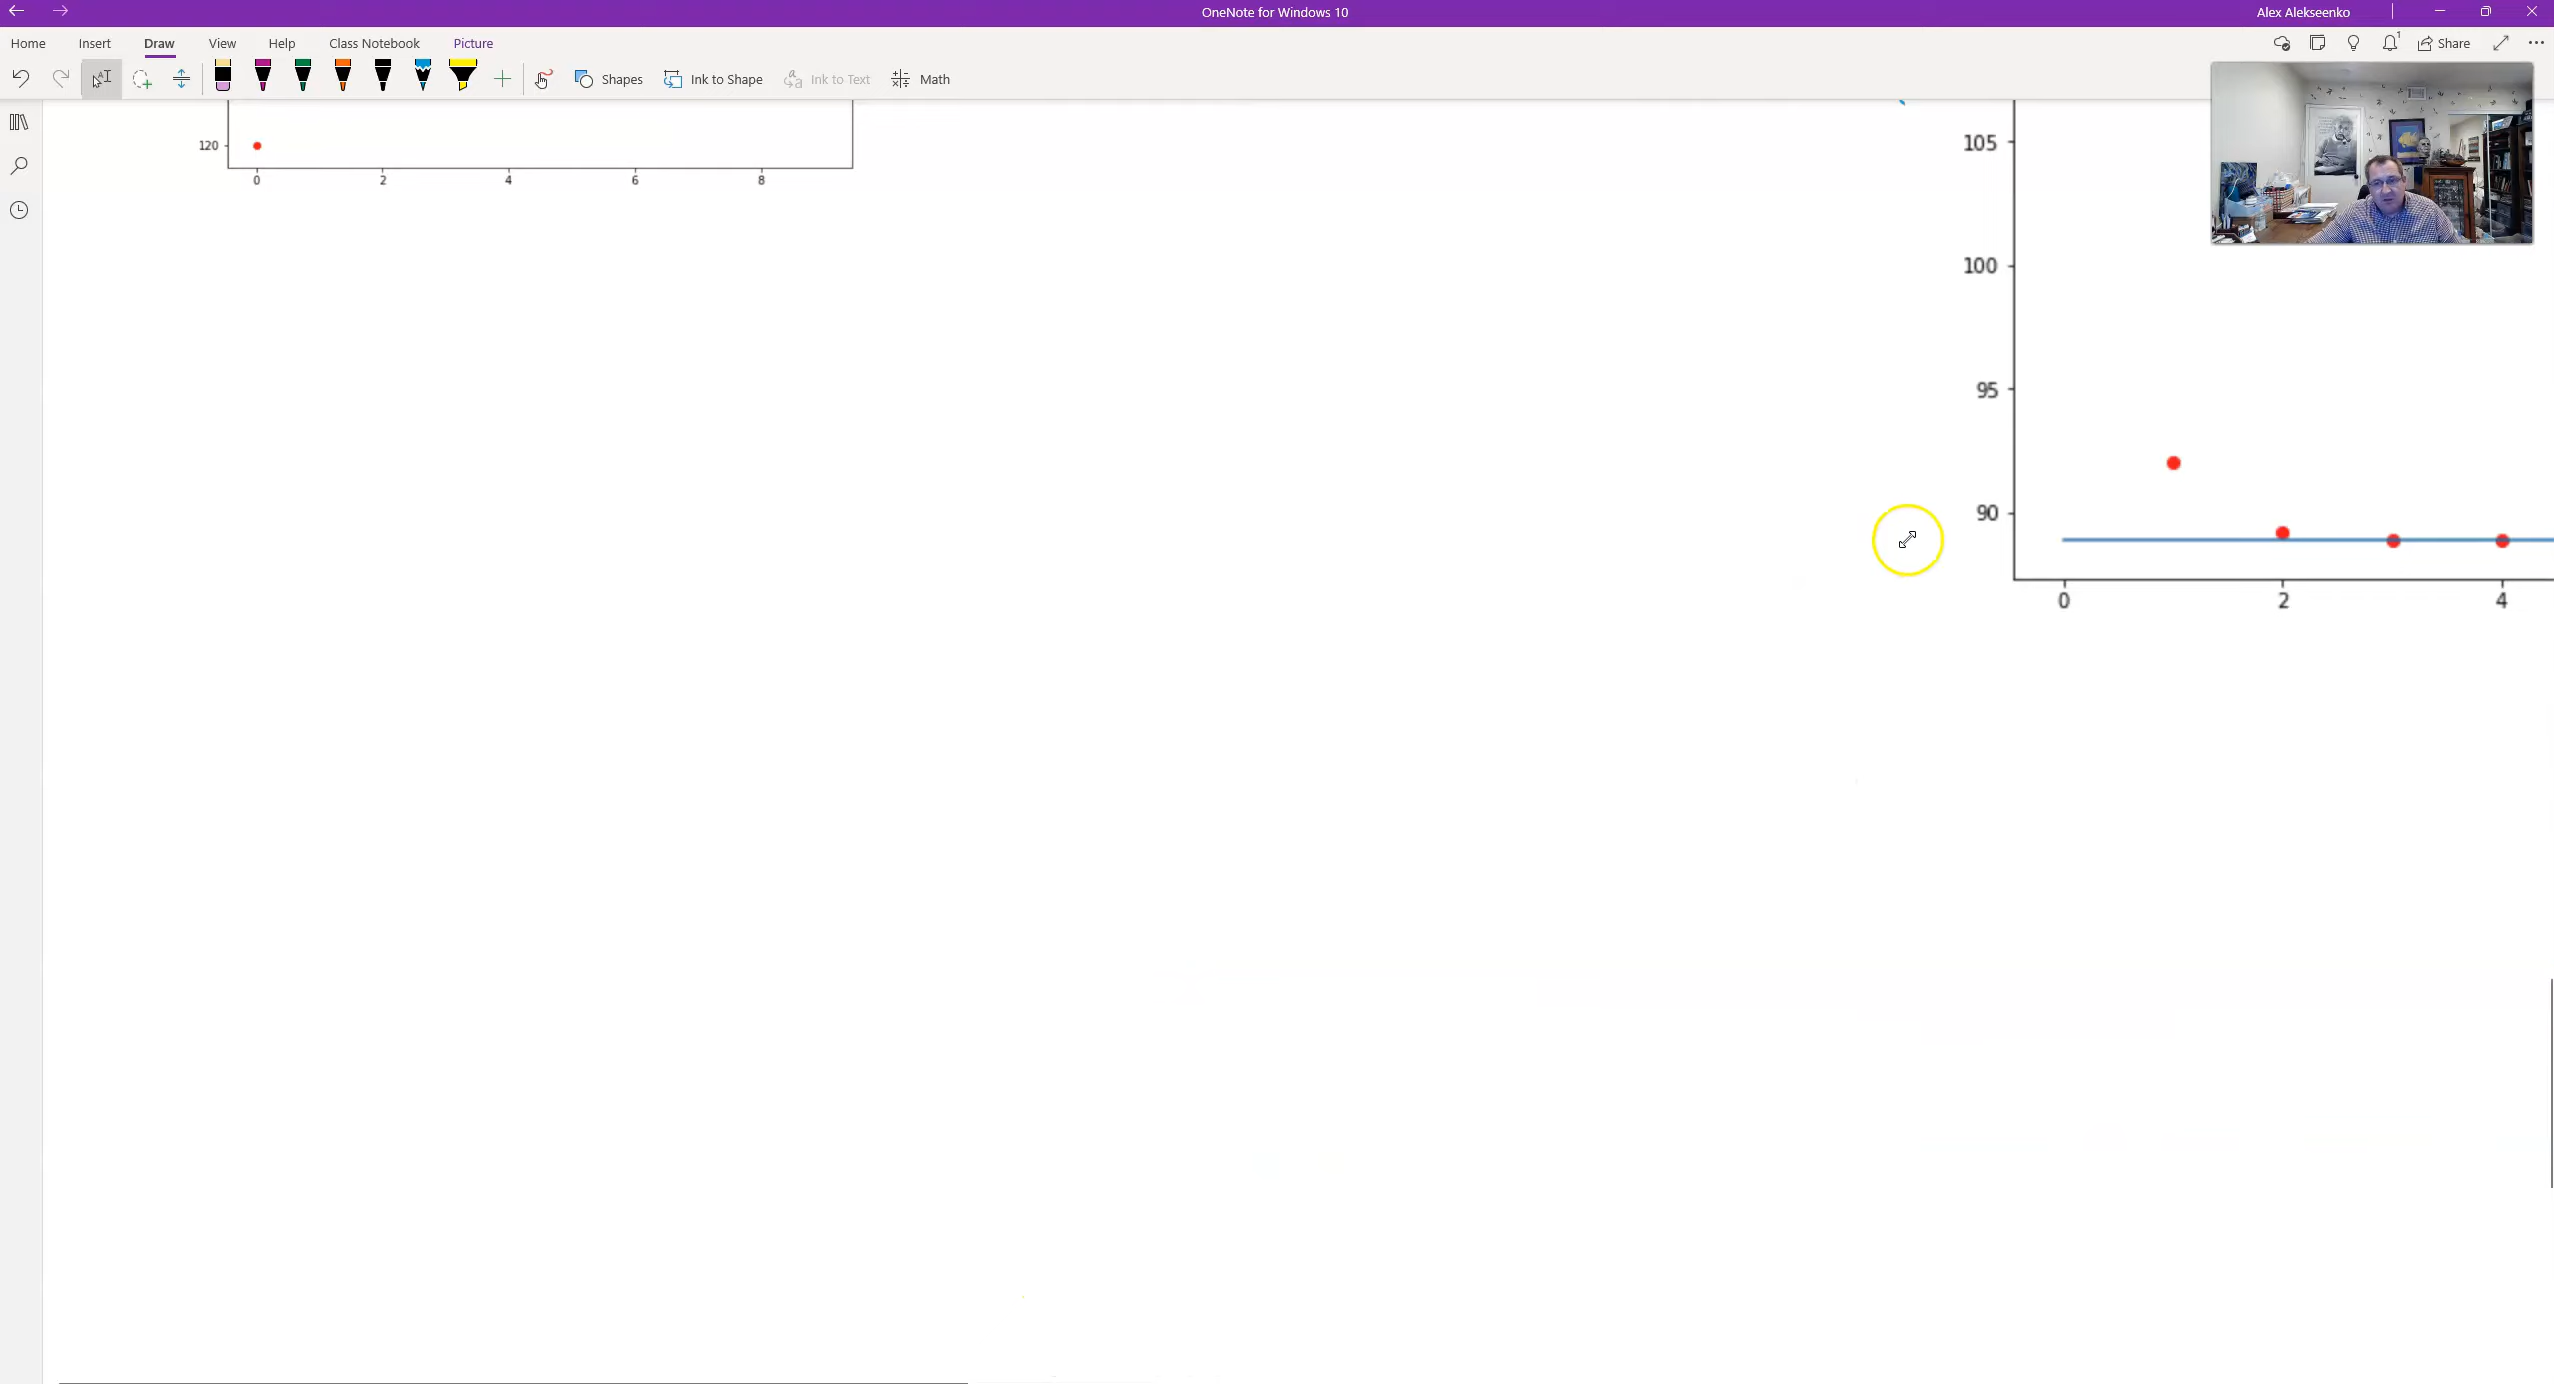 OneNote for Windows 10
Alex Alekseenko
Home Insert Draw View Help Class Notebook Picture
1
Share
Shapes Ink to Shape Ink to Text Math
120
0 2 4 6 8
105
100
95
90
0 2 4